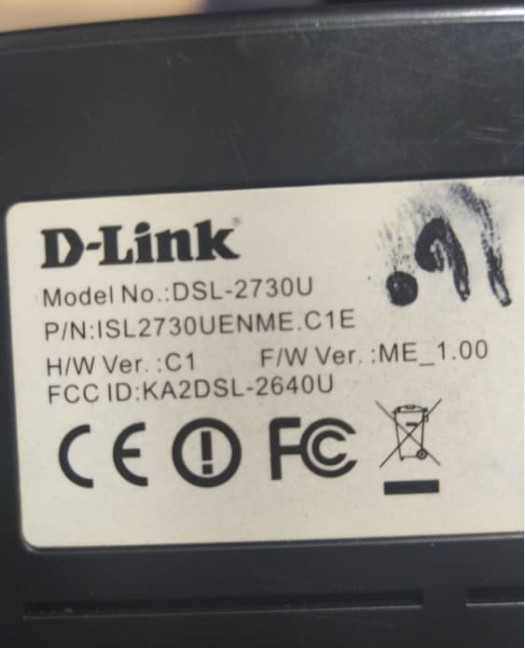 D-Link
Model No.:DSL-2730U
P/N:ISL2730UENME.C1E
H/W Ver. :C1 F/W Ver. :ME_1.00
FCC ID:KA2DSL-2640U
CE FC